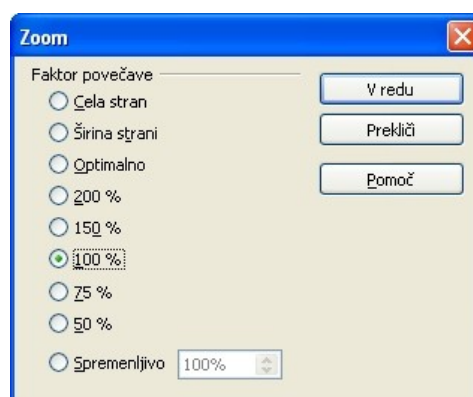 Zoom
Faktor povečave
Cela stran
Širina strani
Optimalno
200 %
150 %
100 %
75 %
50 %
Spremenljivo 100%
V redu
Prekliči
Pomoč